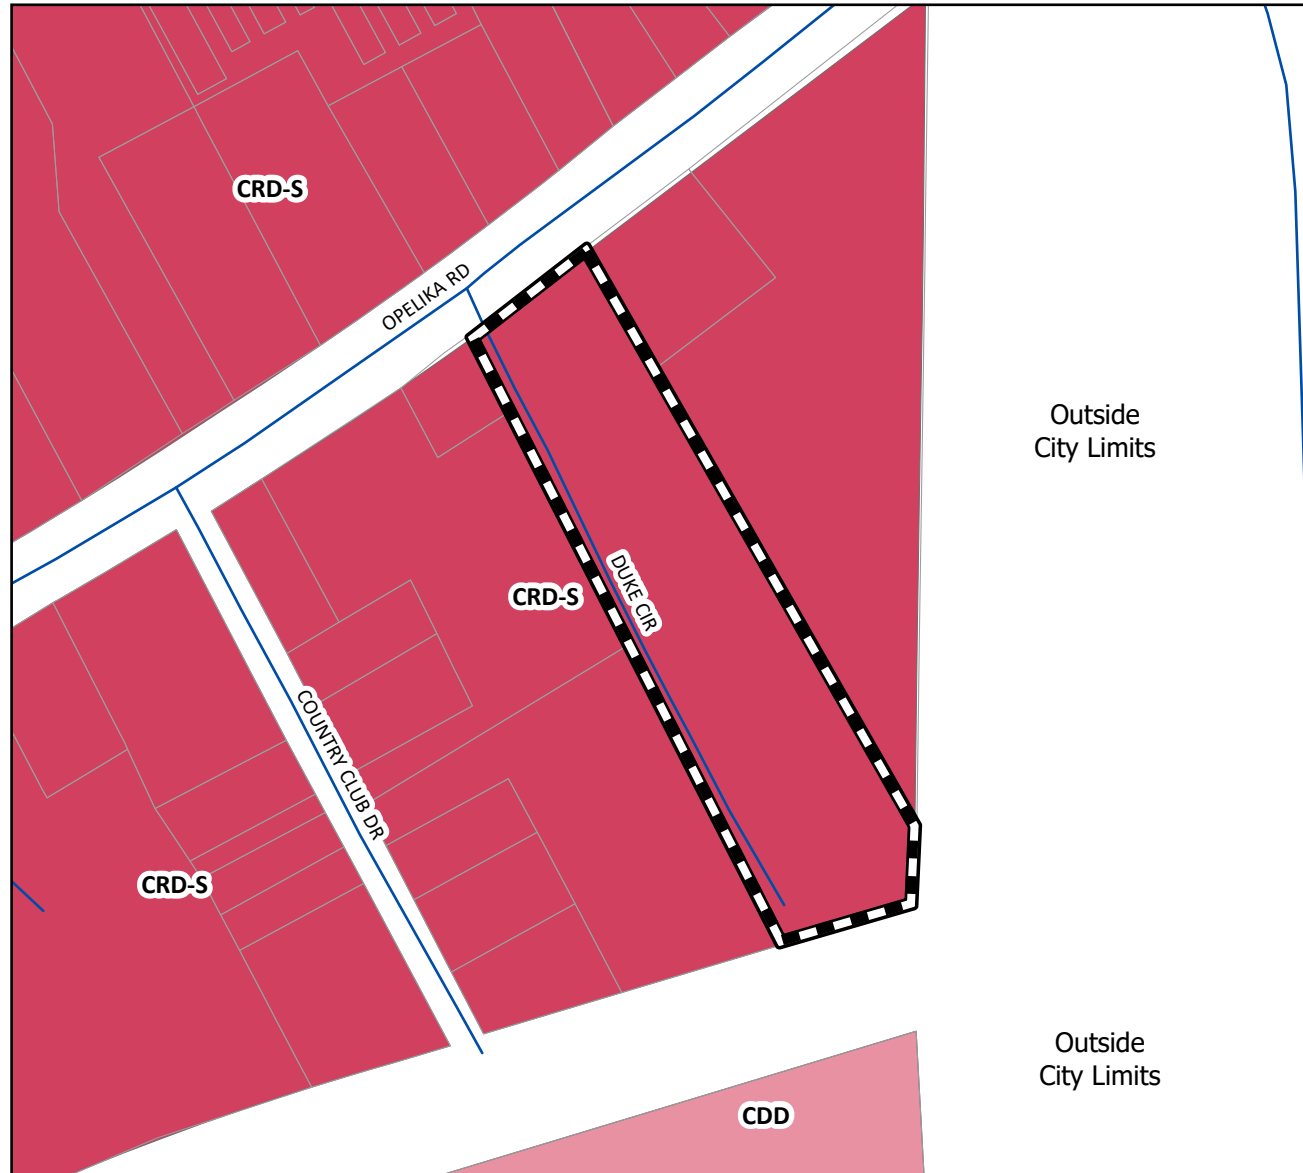 CRD-S
OPELIKA RD
Outside
City Limits
DUKE CIR
CRD-S
COUNTRY CLUB DR
CRD-S
Outside
City Limits
CDD